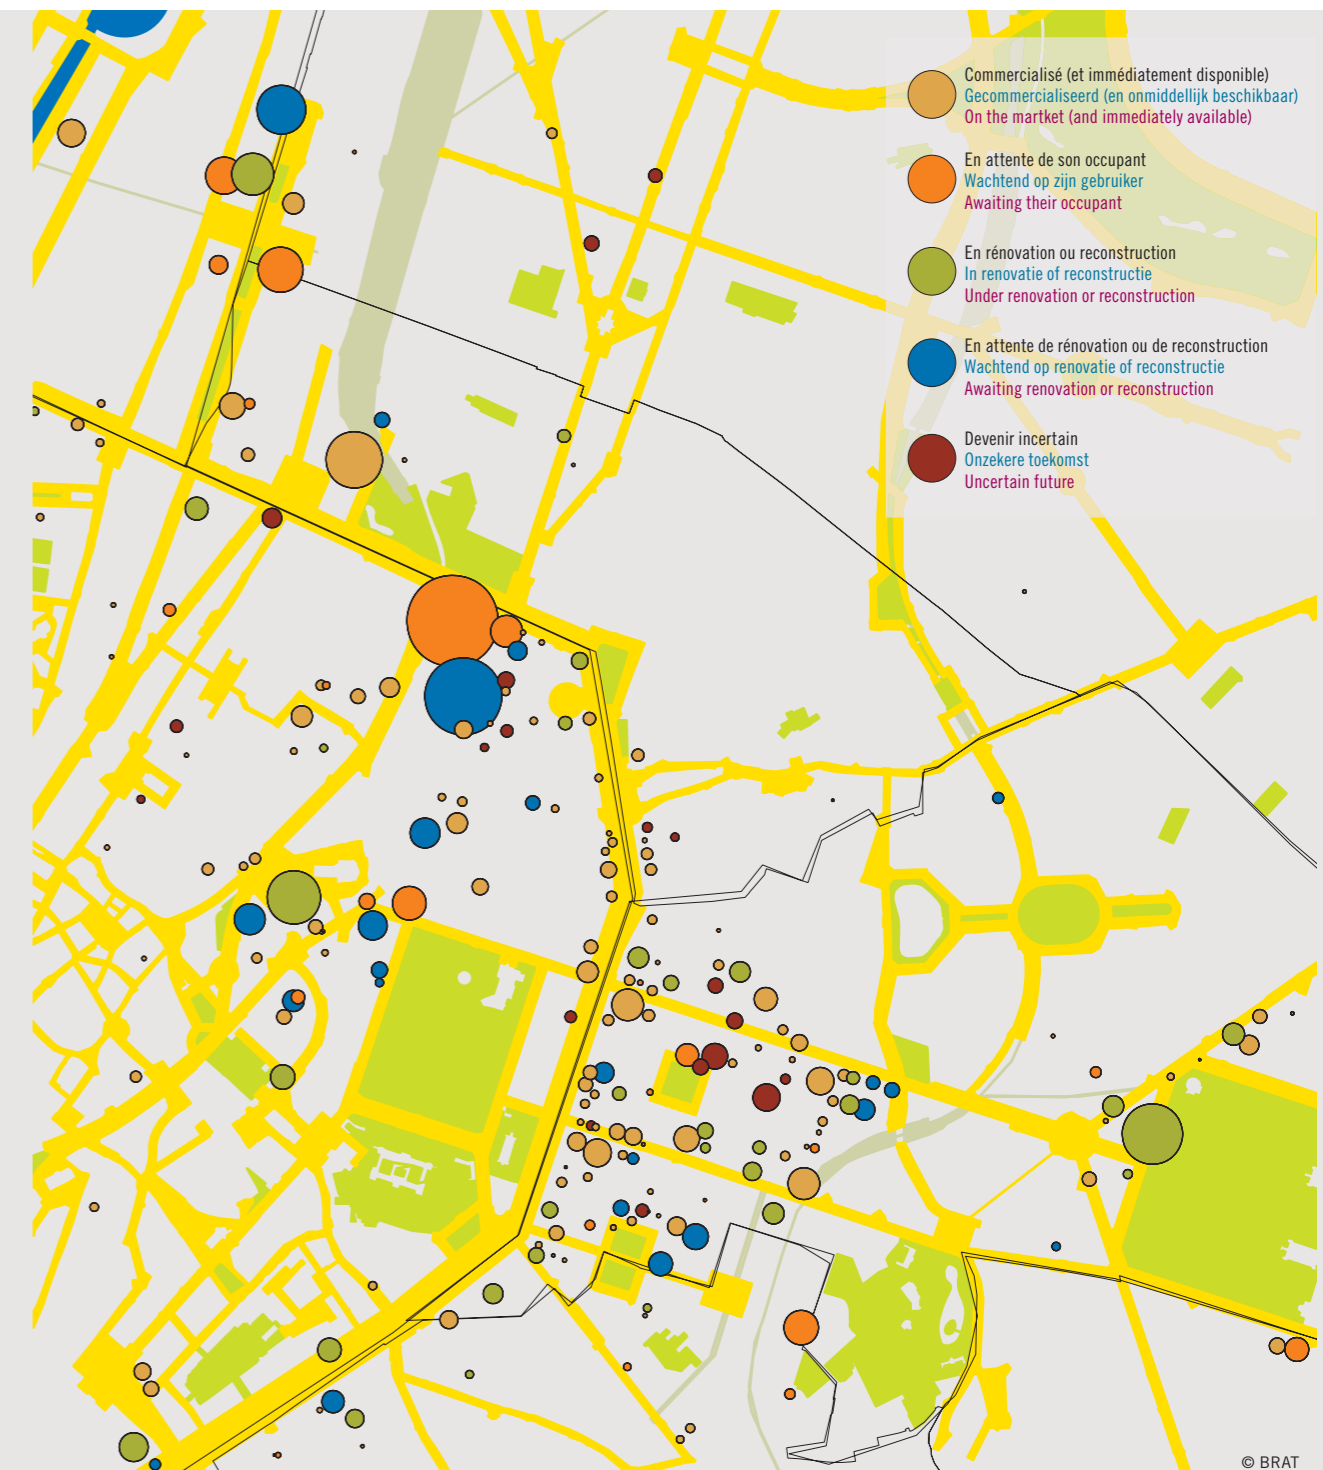 Commercialisé (et immédiatement disponible)
Gecommercialiseerd (en onmiddellijk beschikbaar)
On the martket (and immediately available)
En attente de son occupant
Wachtend op zijn gebruiker
Awaiting their occupant
En rénovation ou reconstruction
In renovatie of reconstructie
Under renovation or reconstruction
En attente de rénovation ou de reconstruction
Wachtend op renovatie of reconstructie
Awaiting renovation or reconstruction
Devenir incertain
Onzekere toekomst
Uncertain future
© BRAT